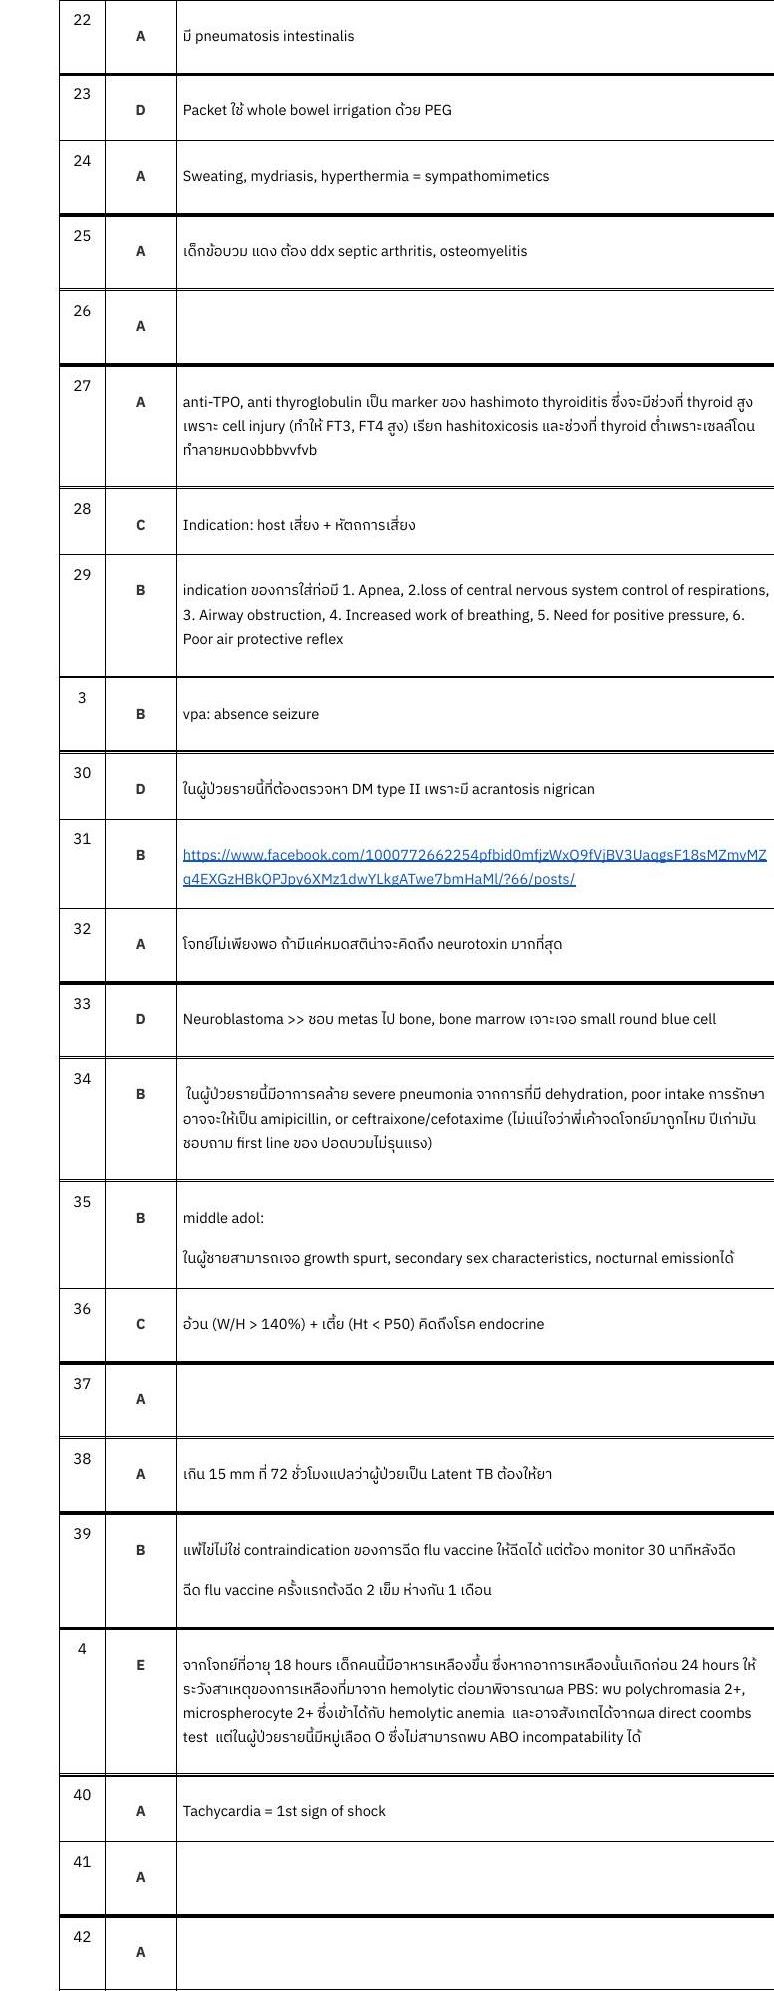 22
A
มี pneumatosis intestinalis
23
D
Packet ใช้ whole bowel irrigation ด้วย PEG
24
A
Sweating, mydriasis, hyperthermia = sympathomimetics
25
A
เด็กข้อบวม แดง ต้อง ddx septic arthritis, osteomyelitis
26
A
27
A
anti-TPO, anti thyroglobulin เป็น marker ของ hashimoto thyroiditis ซึ่งจะมีช่วงที่ thyroid สูง
เพราะ cell injury (ทำให้ FT3, FT4 สูง) เรียก hashitoxicosis และช่วงที่ thyroid ต่ำเพราะเซลล์โดน
ทำลายหมดงbbbvvfvb
28
C
Indication: host เสี่ยง + หัตถการเสี่ยง
29
B
indication ของการใส่ท่อมี 1. Apnea, 2.loss of central nervous system control of respirations,
3. Airway obstruction, 4. Increased work of breathing, 5. Need for positive pressure, 6.
Poor air protective reflex
3
B
vpa: absence seizure
30
D
ในผู้ป่วยรายนี้ที่ต้องตรวจหา DM type II เพราะมี acrantosis nigrican
31
B
https://www.facebook.com/1000772662254pfbid0mfjzWxO9fVjBV3UaqgsF18sMZmvMZ
q4EXGzHBkQPJpy6XMz1dwYLkgATwe7bmHaMl/?66/posts/
32
A
โจทย์ไม่เพียงพอ ถ้ามีแค่หมดสติน่าจะคิดถึง neurotoxin มากที่สุด
33
D
Neuroblastoma >> ชอบ metas ไป bone, bone marrow เจาะเจอ small round blue cell
34
B
ในผู้ป่วยรายนี้มีอาการคล้าย severe pneumonia จากการที่มี dehydration, poor intake การรักษา
อาจจะให้เป็น amipicillin, or ceftraixone/cefotaxime (ไม่แน่ใจว่าพี่เค้าจดโจทย์มาถูกไหม ปีเก่ามัน
ชอบถาม first line ของ ปอดบวมไม่รุนแรง)
35
B
middle adol:
ในผู้ชายสามารถเจอ growth spurt, secondary sex characteristics, nocturnal emissionได้
36
C
อ้วน (W/H > 140%) + เตี้ย (Ht < P50) คิดถึงโรค endocrine
37
A
38
A
เกิน 15 mm ที่ 72 ชั่วโมงแปลว่าผู้ป่วยเป็น Latent TB ต้องให้ยา
39
B
แพ้ไข่ไม่ใช่ contraindication ของการฉีด flu vaccine ให้ฉีดได้ แต่ต้อง monitor 30 นาทีหลังฉีด
ฉีด flu vaccine ครั้งแรกต้งฉีด 2 เข็ม ห่างกัน 1 เดือน
4
E
จากโจทย์ที่อายุ 18 hours เด็กคนนี้มีอาหารเหลืองขึ้น ซึ่งหากอาการเหลืองนั้นเกิดก่อน 24 hours ให้
ระวังสาเหตุของการเหลืองที่มาจาก hemolytic ต่อมาพิจารณาผล PBS: พบ polychromasia 2+,
microspherocyte 2+ ซึ่งเข้าได้กับ hemolytic anemia และอาจสังเกตได้จากผล direct coombs
test แต่ในผู้ป่วยรายนี้มีหมู่เลือด O ซึ่งไม่สามารถพบ ABO incompatability ได้
40
A
Tachycardia = 1st sign of shock
41
A
42
A